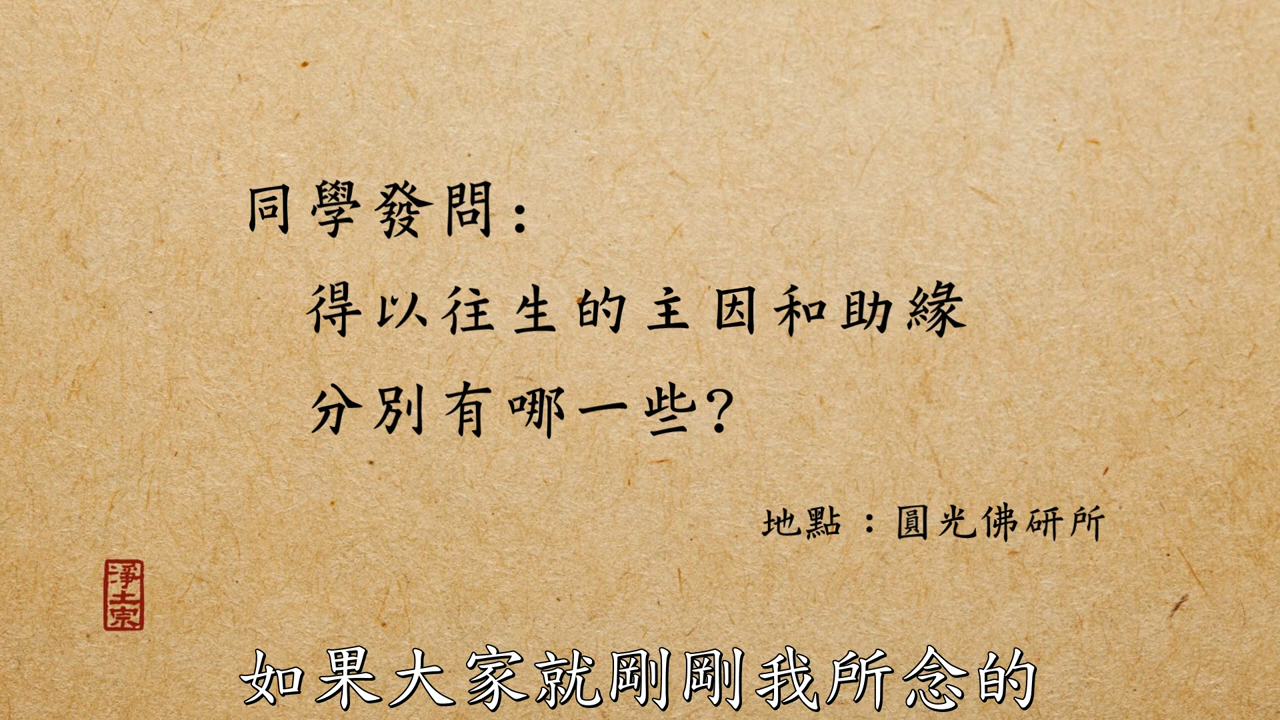 同學發問：
得以往生的主因和助緣
分別有哪一些？
地點：圓光佛研所
淨土宗
如果大家就剛剛我所念的